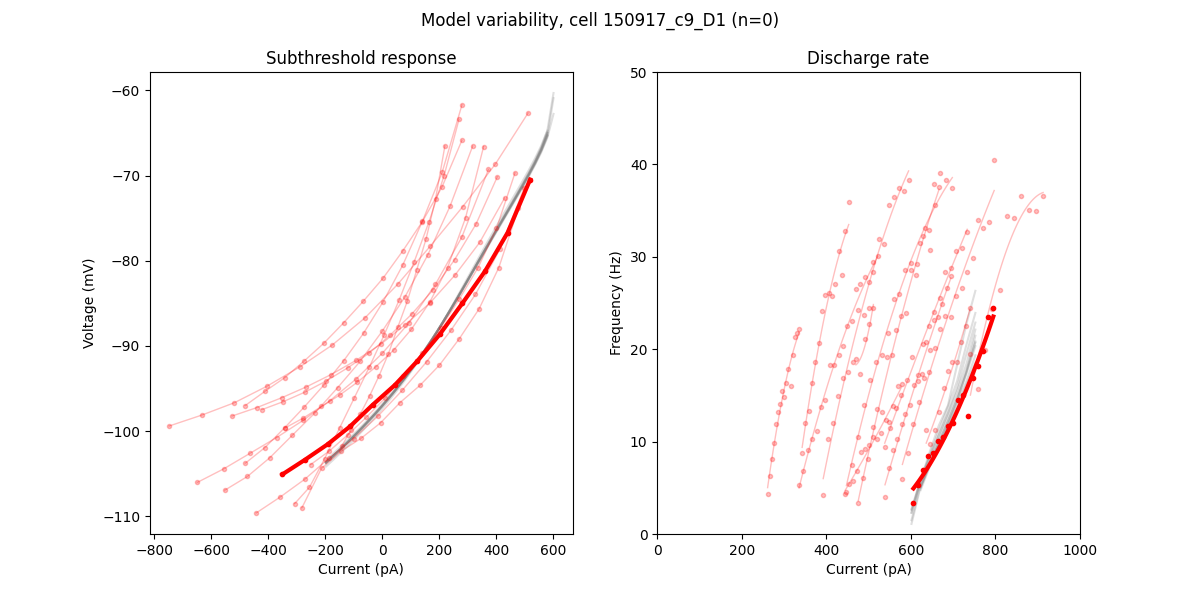 Model variability, cell 150917_c9_D1 (n=0)
Subthreshold response
Discharge rate
Voltage (mV)
−60
−70
−80
−90
−100
−110
−800 −600 −400 −200 0 200 400 600
Current (pA)
Frequency (Hz)
50
40
30
20
10
0
0 200 400 600 800 1000
Current (pA)